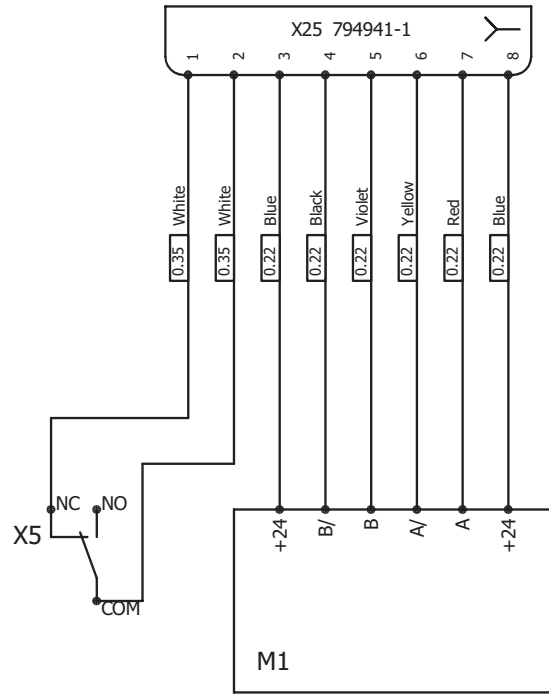 X25 794941-1
1 2 3 4 5 6 7 8
White White Blue Black Violet Yellow Red Blue
0.35 0.35 0.22 0.22 0.22 0.22 0.22 0.22
NC NO
X5
COM
+24 B/ B A/ A +24
M1